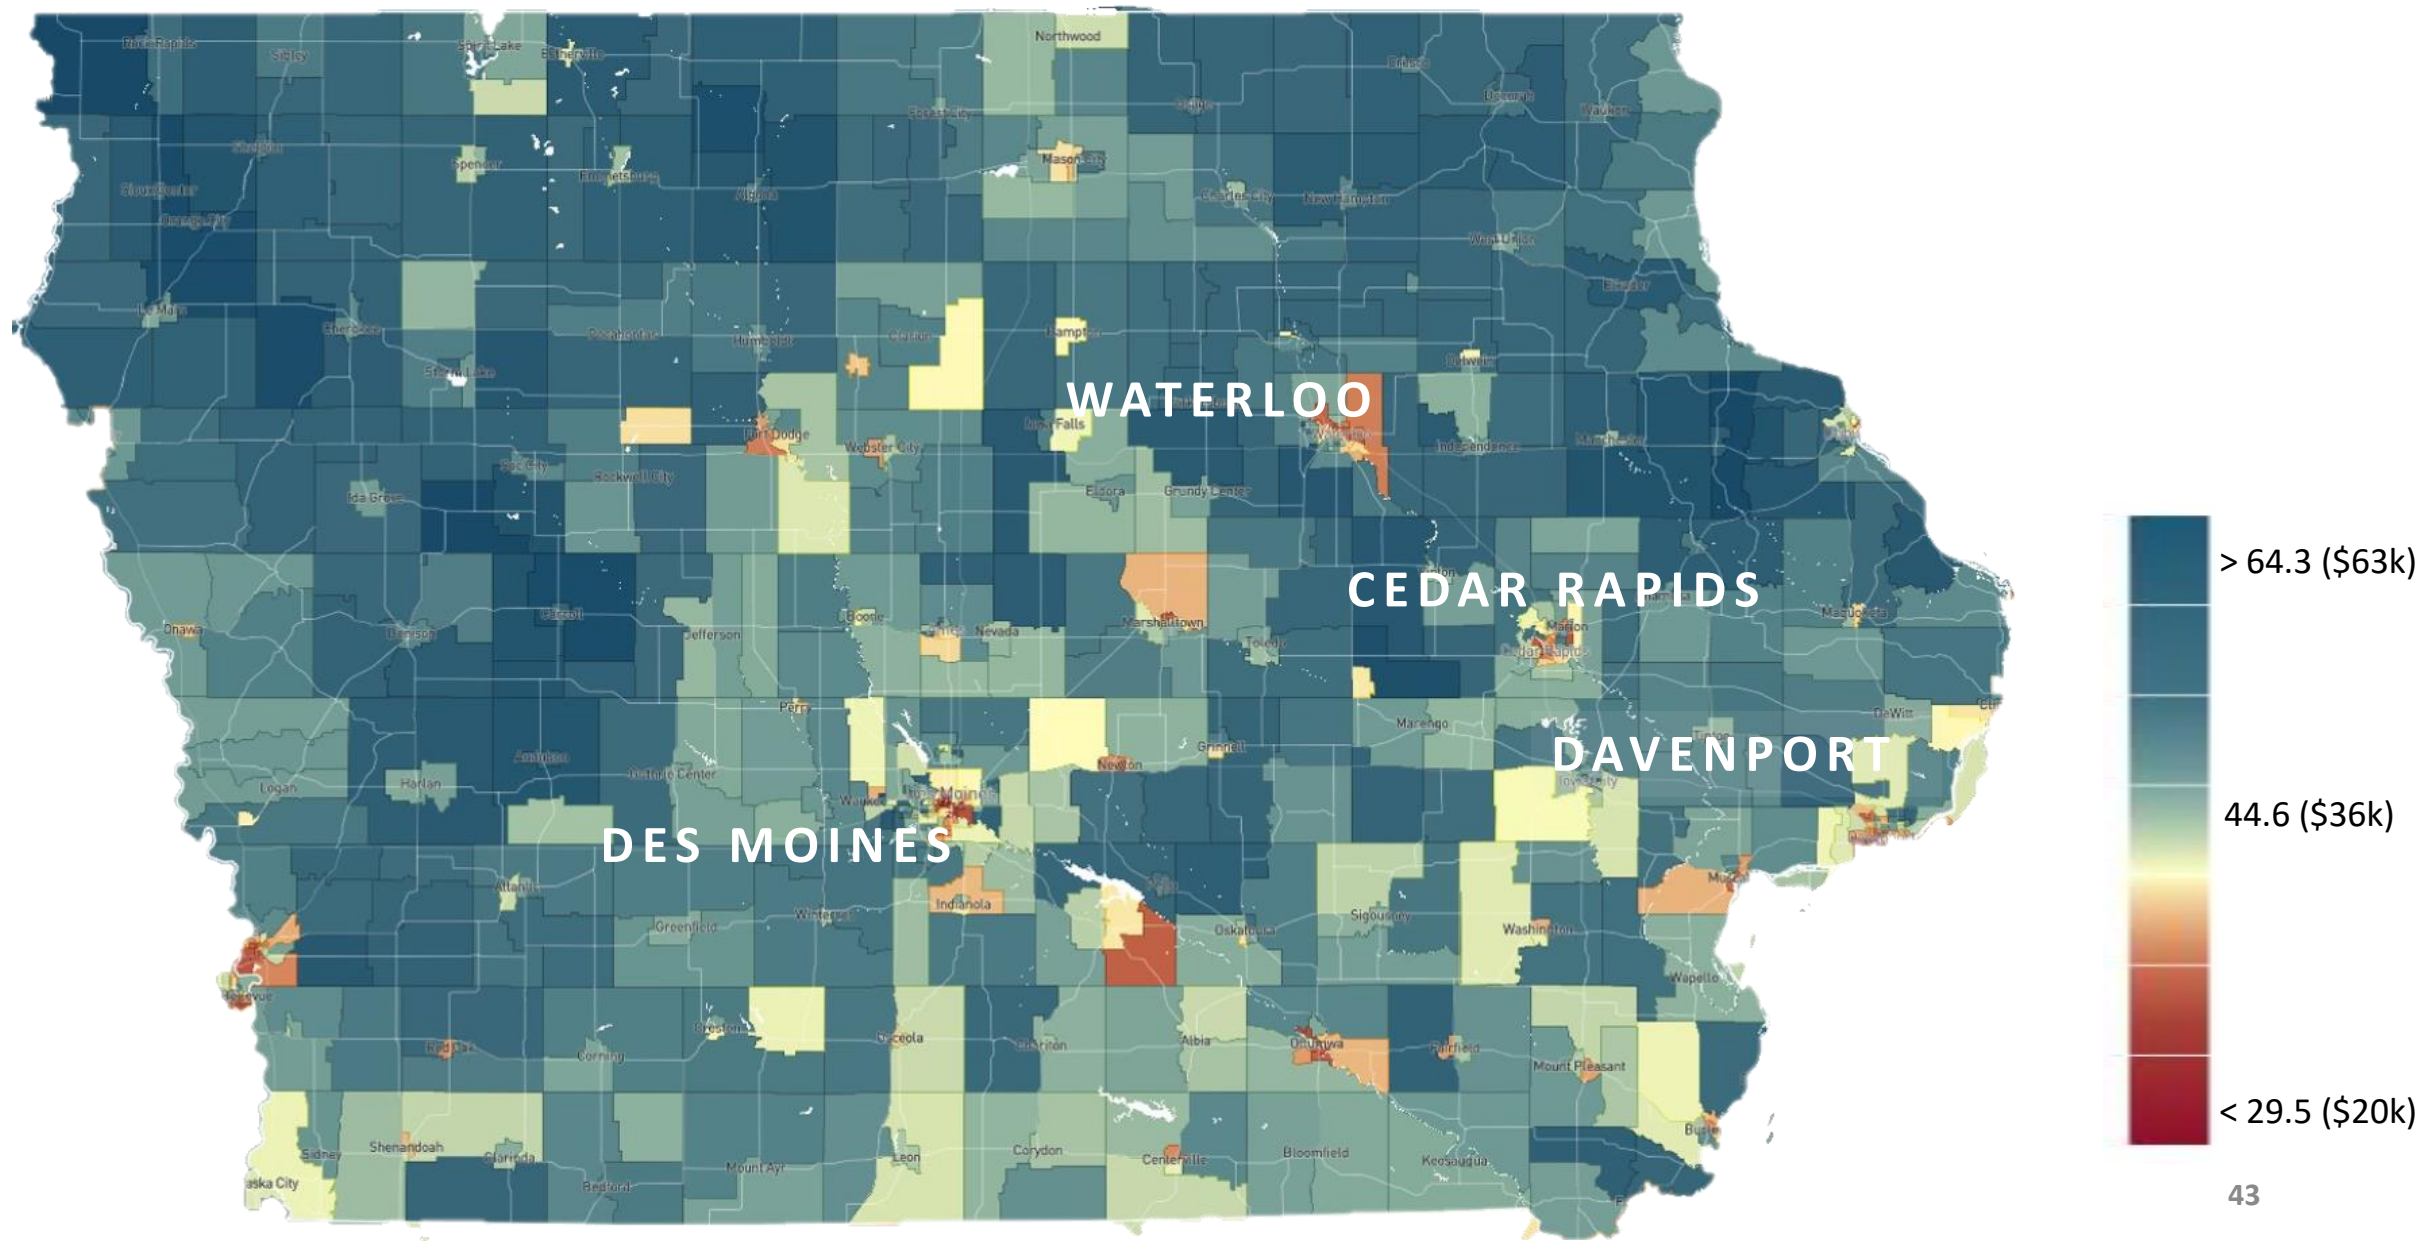 Rock Rapids
Sibley
Spirit Lake
Estherville
Northwood
Cresco
Decorah
Waukon
Forest City
Osage
Mason City
Sheldon
Spencer
Emmetsburg
Algona
Charles City
New Hampton
Sioux Center
Orange City
West Union
Elkader
Le Mars
Cherokee
Pocahontas
Humboldt
Clarion
Hampton
Storm Lake
Oelwein
WATERLOO
Iowa Falls
Fort Dodge
Webster City
Independence
Manchester
Sac City
Rockwell City
Ida Grove
Eldora
Grundy Center
> 64.3 ($63k)
CEDAR RAPIDS
Carroll
Boone
Maquoketa
Onawa
Denison
Jefferson
Ames
Nevada
Marshalltown
Toledo
Marion
Cedar Rapids
Perry
DeWitt
Marengo
Tipton
Grinnell
DAVENPORT
Audubon
Guthrie Center
Newton
Harlan
Logan
Iowa City
Waukee
Des Moines
44.6 ($36k)
DES MOINES
Atlantic
Indianola
Winterset
Greenfield
Sigourney
Oskaloosa
Washington
Wapello
Bellevue
Creston
Osceola
Chariton
Albia
Ottumwa
Fairfield
Red Oak
Corning
Mount Pleasant
< 29.5 ($20k)
Sidney
Shenandoah
Clarinda
Leon
Corydon
Centerville
Bloomfield
Keosauqua
Mount Ayr
Bedford
aska City
43